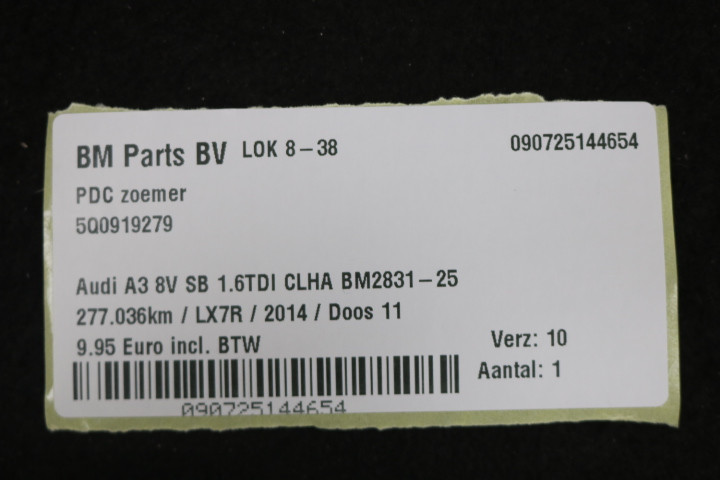 BM Parts BV LOK 8-38 090725144654
PDC zoemer
5Q0919279
Audi A3 8V SB 1.6TDI CLHA BM2831-25
277.036km / LX7R / 2014 / Doos 11
9.95 Euro incl. BTW Verz: 10
Aantal: 1
090725144654